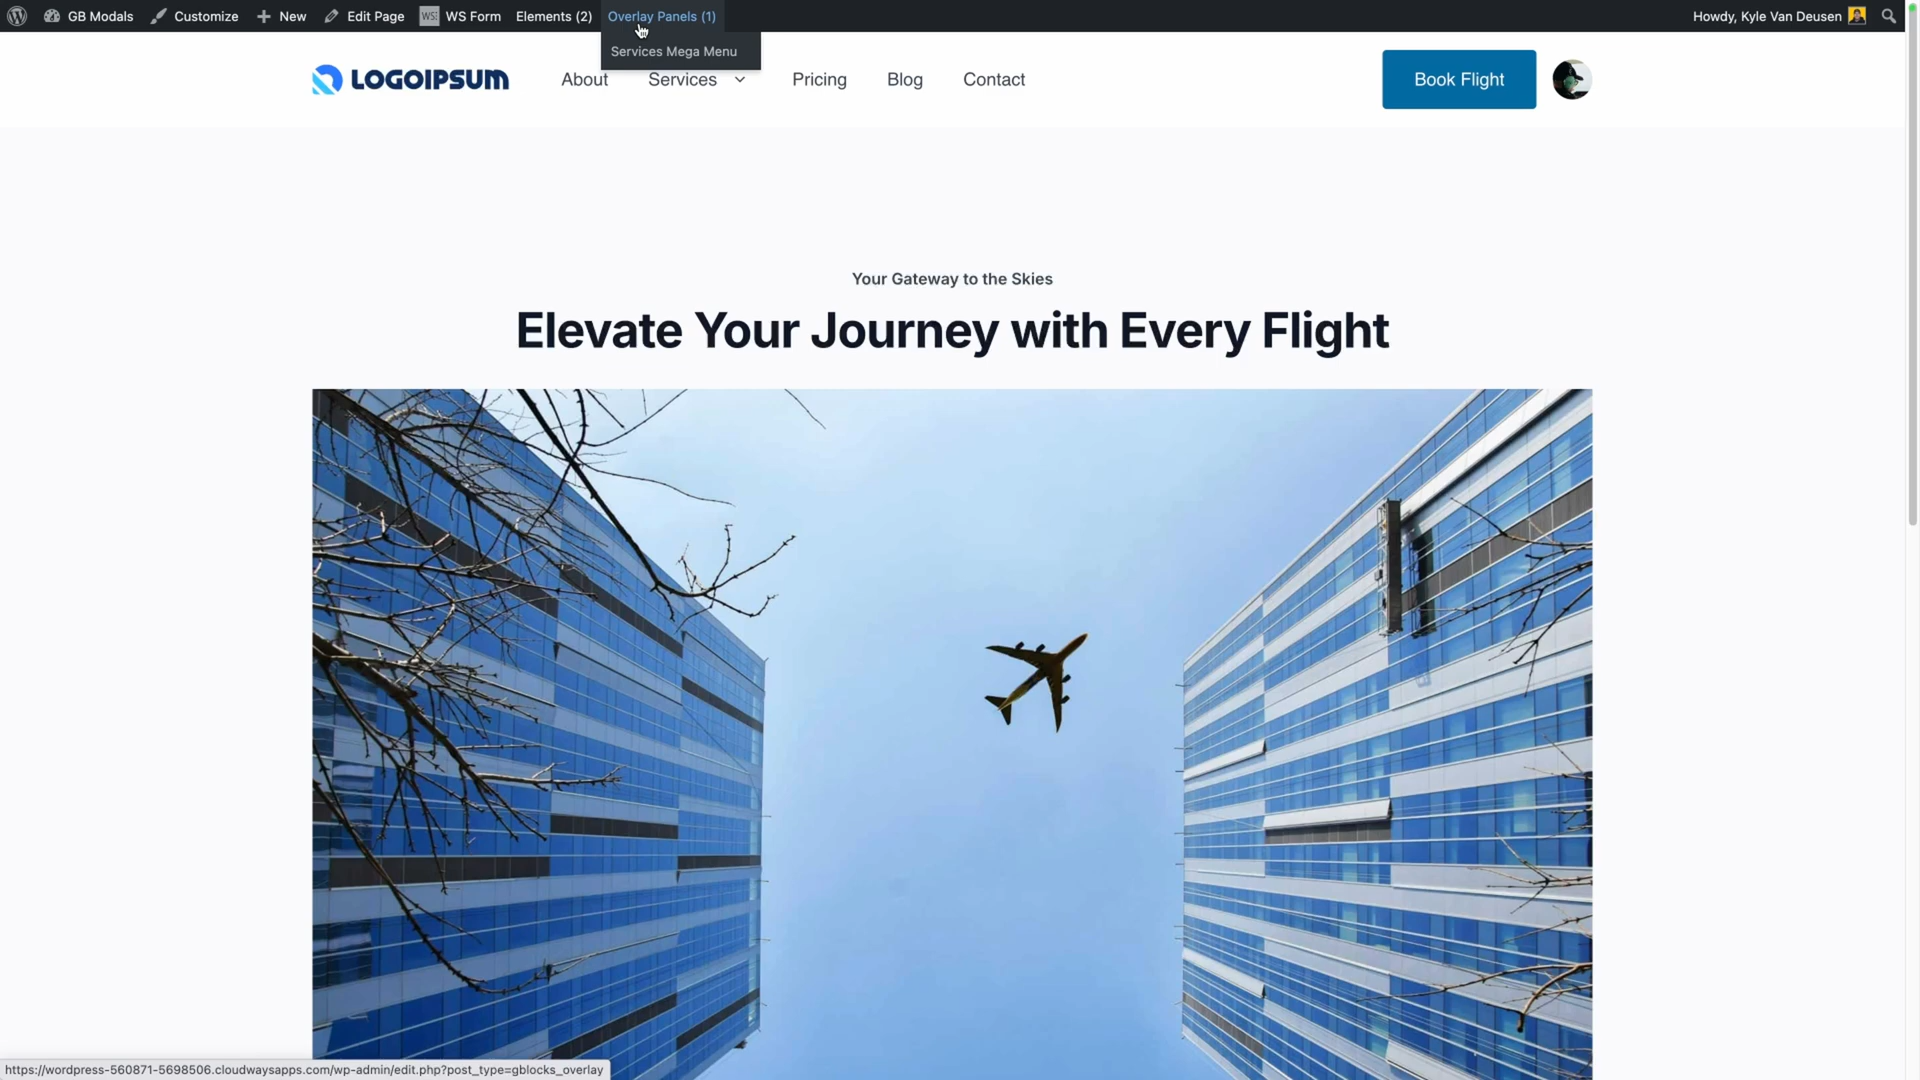 GB Modals Customize New Edit Page WS Form Elements (2) Overlay Panels (1) Howdy, Kyle Van Deusen
Services Mega Menu
LOGOIPSUM About Services Pricing Blog Contact Book Flight
Your Gateway to the Skies
Elevate Your Journey with Every Flight
https://wordpress-560871-5698506.cloudwaysapps.com/wp-admin/edit.php?post_type=gblocks_overlay